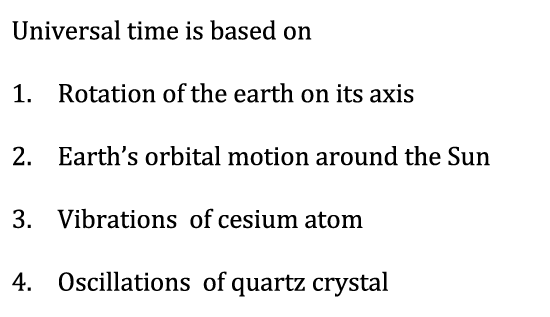 Universal time is based on
1. Rotation of the earth on its axis
2. Earth’s orbital motion around the Sun
3. Vibrations of cesium atom
4. Oscillations of quartz crystal